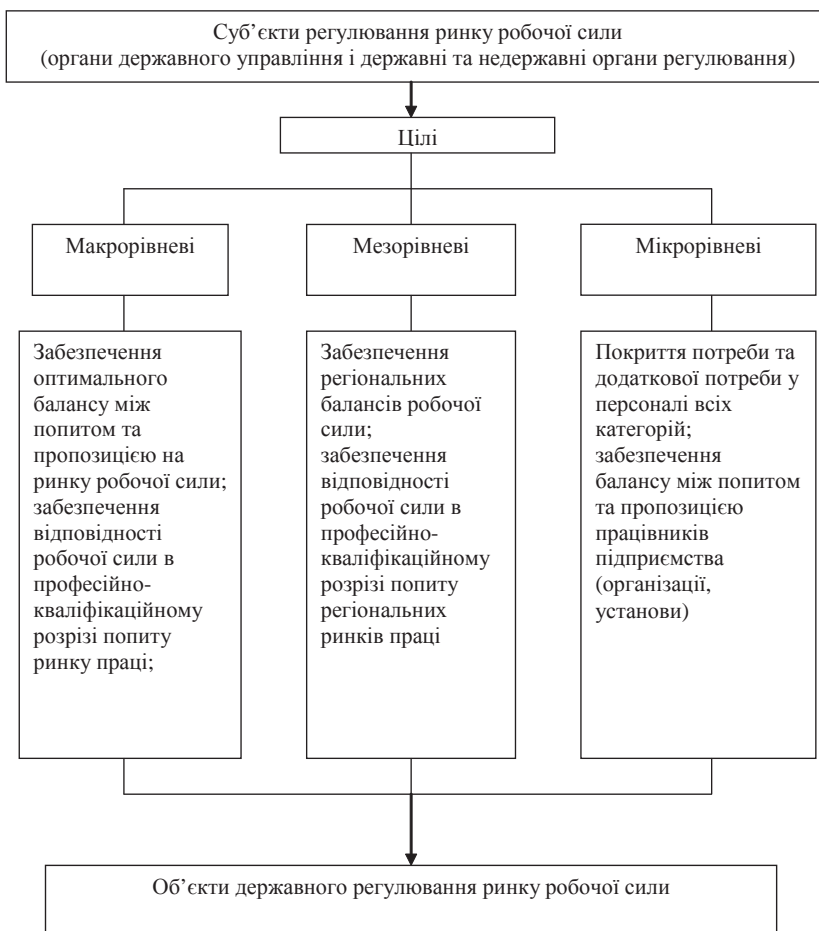 Суб’єкти регулювання ринку робочої сили
(органи державного управління і державні та недержавні органи регулювання)
Цілі
Макрорівневі
Мезорівневі
Мікрорівневі
Забезпечення
оптимального
балансу між
попитом та
пропозицією на
ринку робочої сили;
забезпечення
відповідності
робочої сили в
професійно-
кваліфікаційному
розрізі попиту
ринку праці;
Забезпечення
регіональних
балансів робочої
сили;
забезпечення
відповідності
робочої сили в
професійно-
кваліфікаційному
розрізі попиту
регіональних
ринків праці
Покриття потреби та
додаткової потреби у
персоналі всіх
категорій;
забезпечення
балансу між попитом
та пропозицією
працівників
підприємства
(організації,
установи)
Об’єкти державного регулювання ринку робочої сили